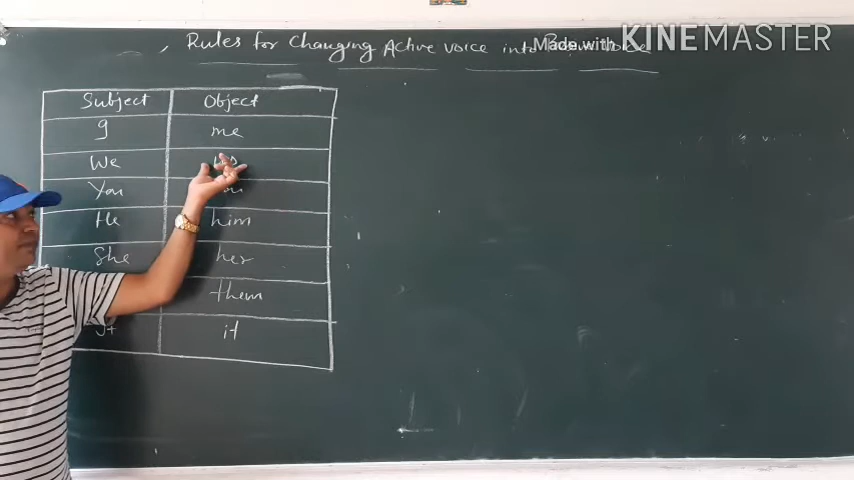 Rules for Changing Active voice into
Made with KINEMASTER
Subject Object
I me
We us
You
He him
She her
them
It it